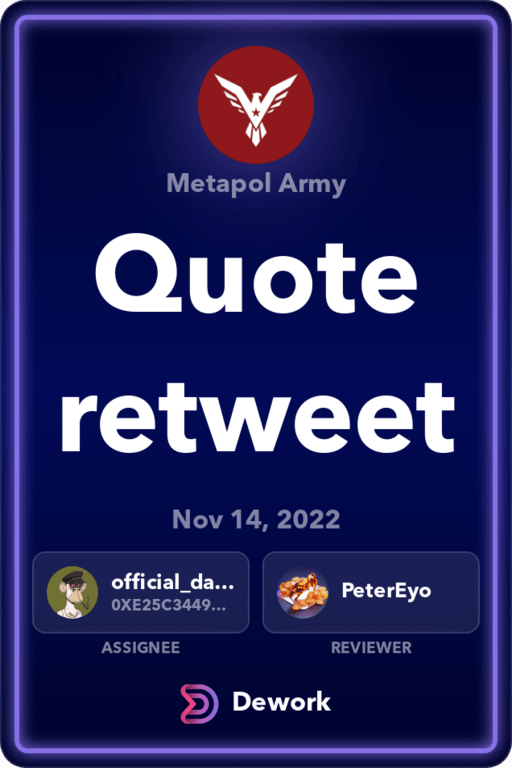 Metapol Army
Quote
retweet
Nov 14, 2022
official_da...
0XE25C3449...
PeterEyo
ASSIGNEE
REVIEWER
Dework